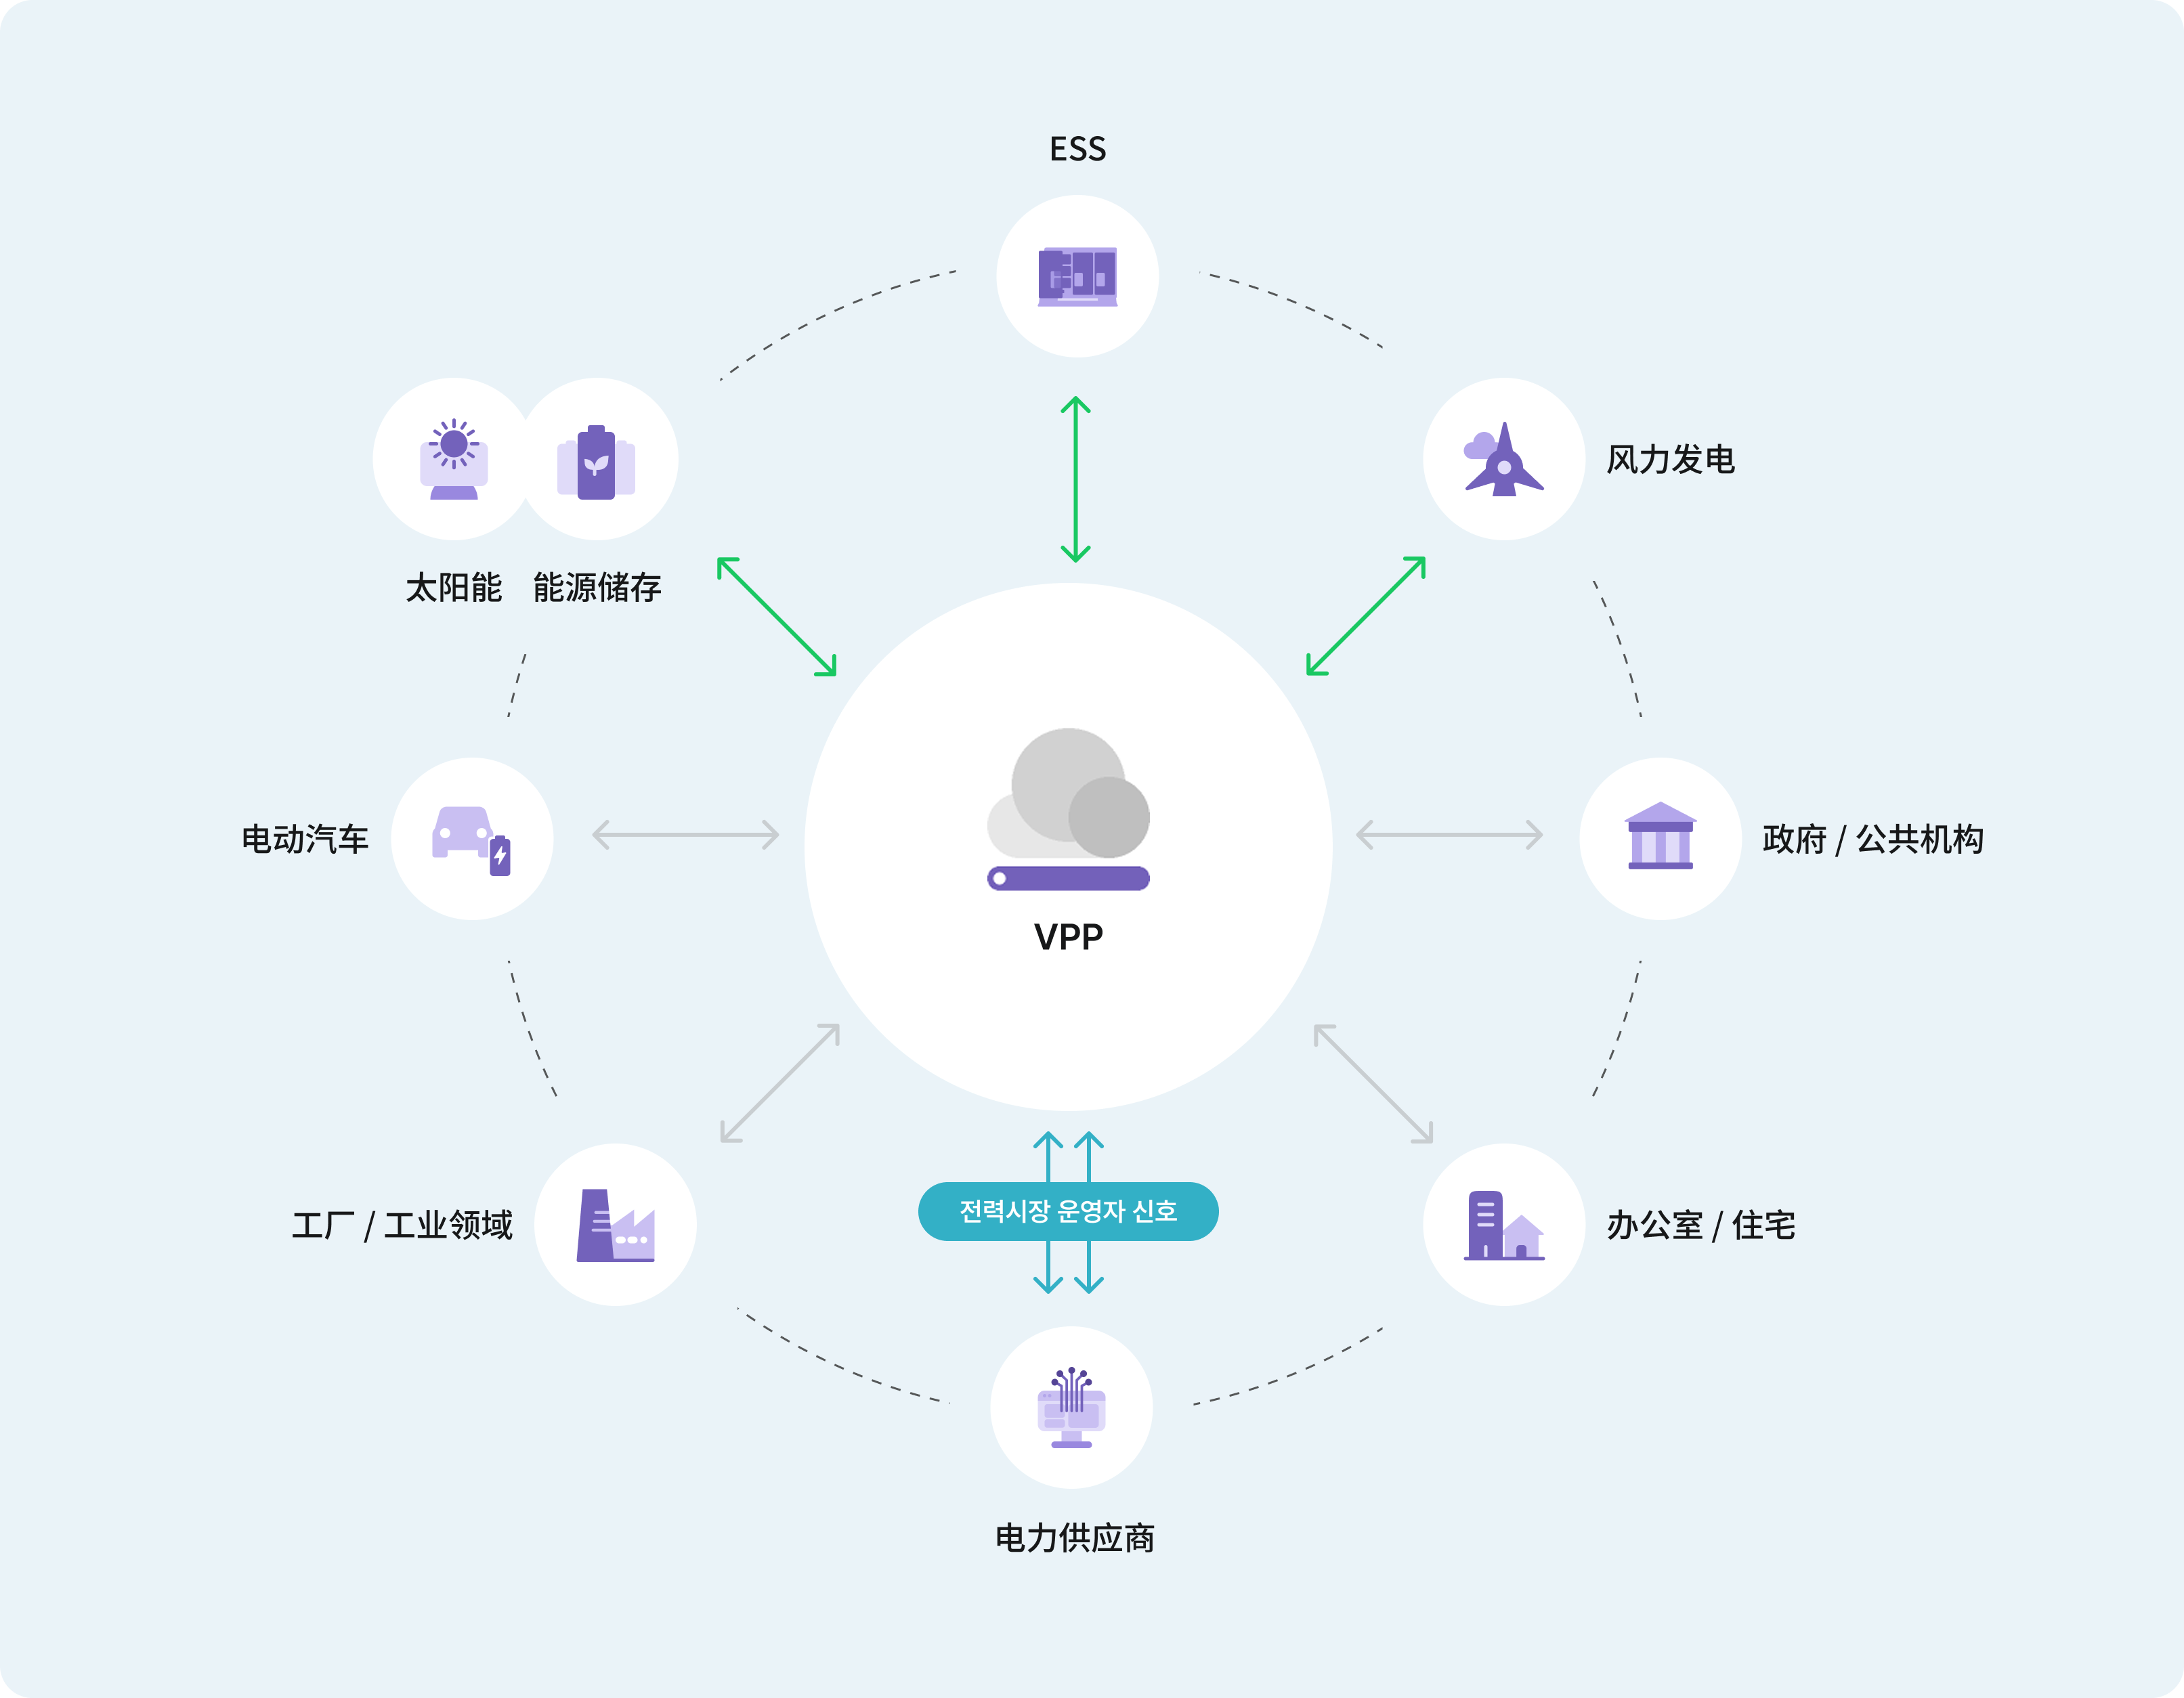 ESS
风力发电
太阳能
能源储存
电动汽车
政府 / 公共机构
VPP
工厂 / 工业领域
전력시장 운영자 신호
办公室 / 住宅
电力供应商